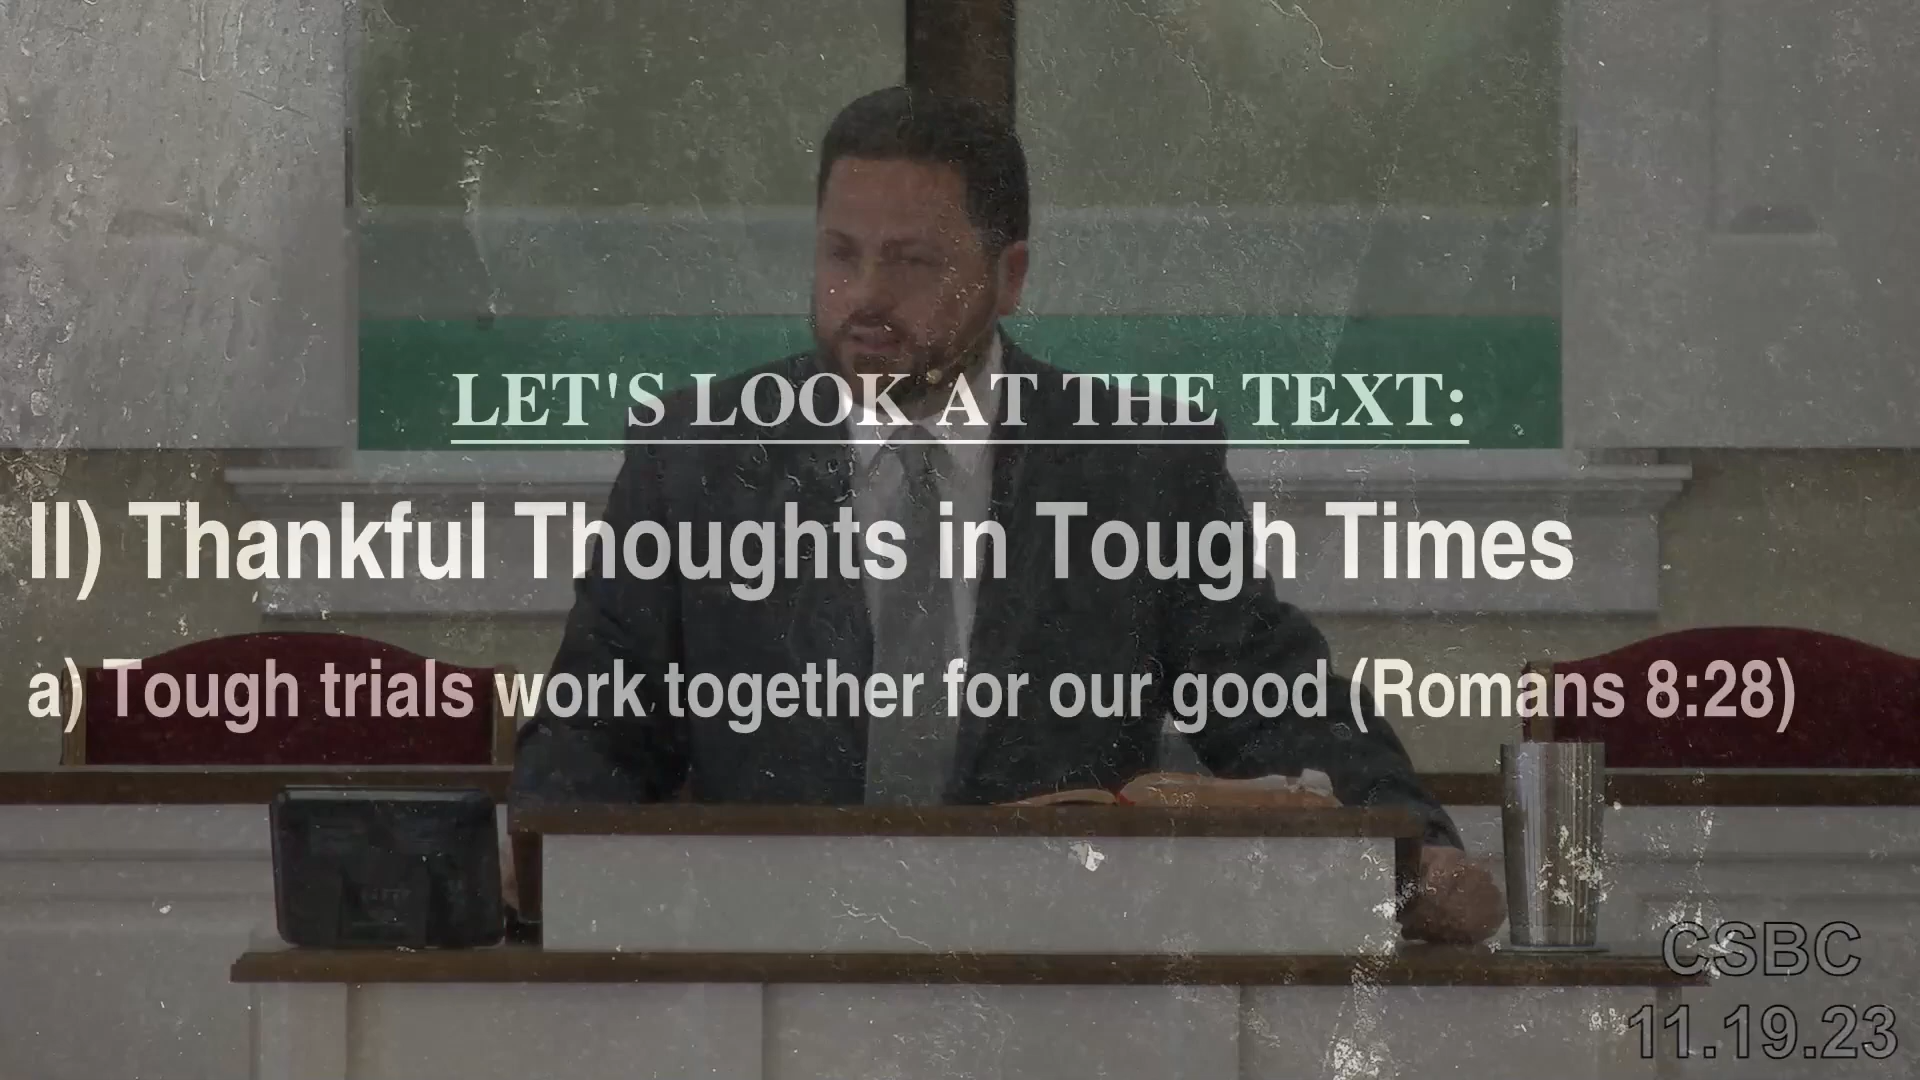 LET'S LOOK AT THE TEXT:
II) Thankful Thoughts in Tough Times
a) Tough trials work together for our good (Romans 8:28)
CSBC
11.19.23